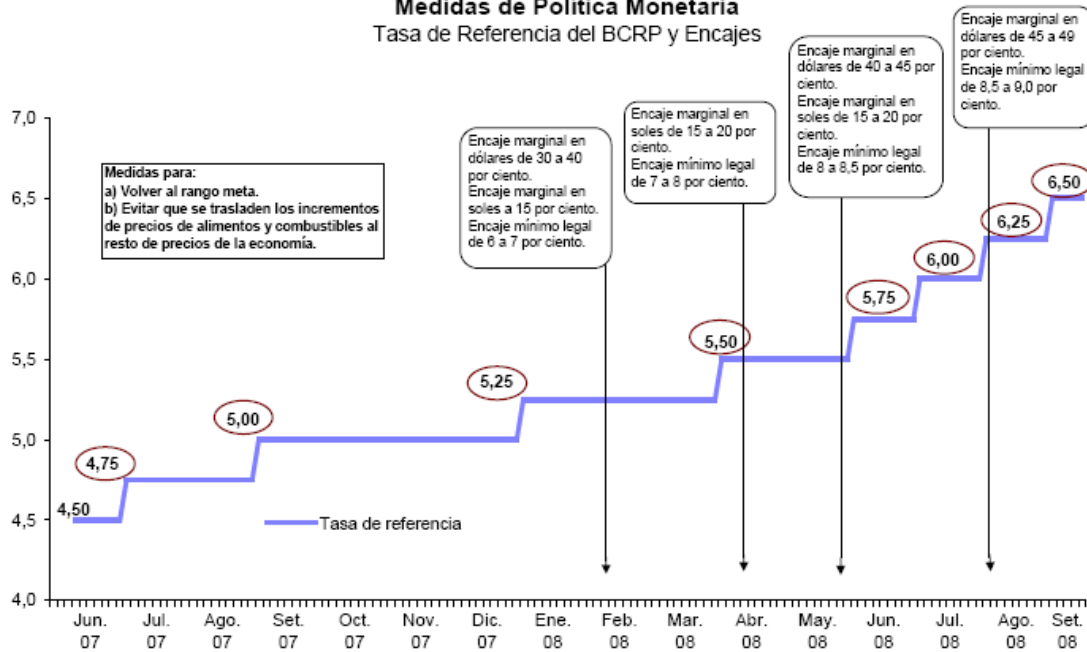 Medidas de Política Monetaria
Tasa de Referencia del BCRP y Encajes
Encaje marginal en
dólares de 45 a 49
por ciento.
Encaje mínimo legal
de 8,5 a 9,0 por
ciento.
Encaje marginal en
dólares de 40 a 45 por
ciento.
Encaje marginal en
soles de 15 a 20 por
ciento.
Encaje mínimo legal
de 8 a 8,5 por ciento.
Encaje marginal en
soles de 15 a 20 por
ciento.
Encaje mínimo legal
de 7 a 8 por ciento.
Encaje marginal en
dólares de 30 a 40
por ciento.
Encaje marginal en
soles a 15 por ciento.
Encaje mínimo legal
de 6 a 7 por ciento.
Medidas para:
a) Volver al rango meta.
b) Evitar que se trasladen los incrementos
de precios de alimentos y combustibles al
resto de precios de la economía.
7,0
6,5
6,0
5,5
5,0
4,5
4,0
4,50
4,75
5,00
5,25
5,50
5,75
6,00
6,25
6,50
Tasa de referencia
Jun. Jul. Ago. Set. Oct. Nov. Dic. Ene. Feb. Mar. Abr. May. Jun. Jul. Ago. Set.
07 07 07 07 07 07 07 08 08 08 08 08 08 08 08 08